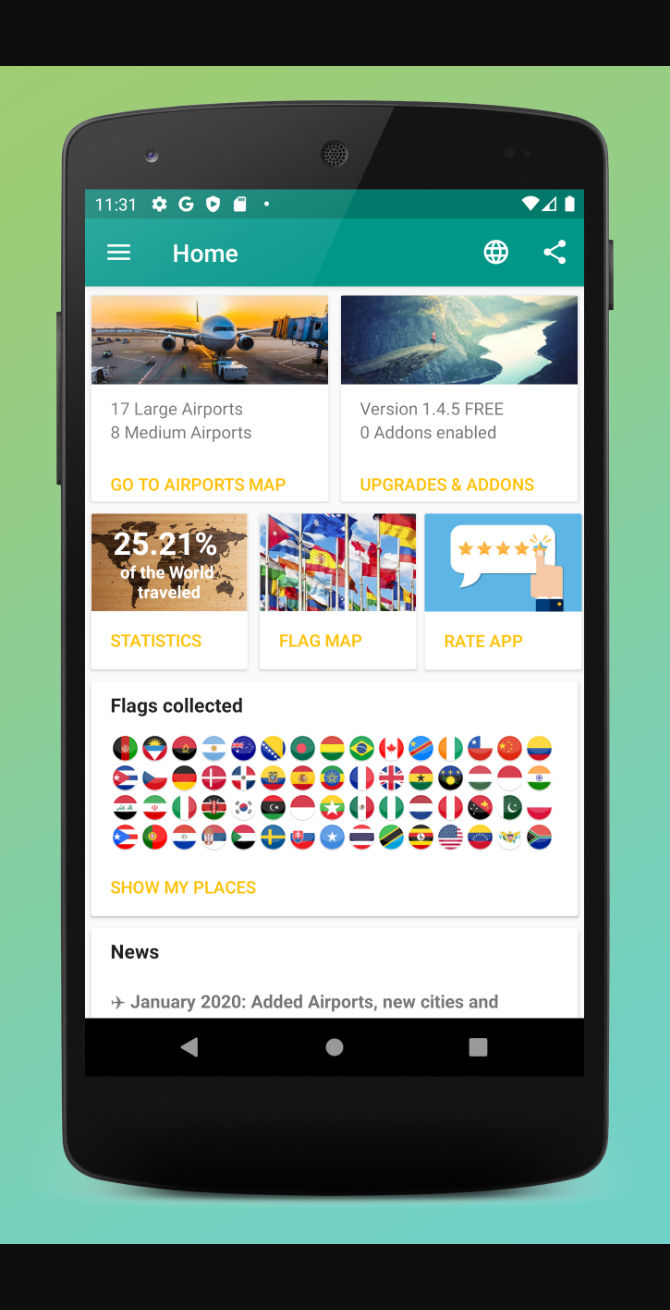 11:31
Home
17 Large Airports
8 Medium Airports
GO TO AIRPORTS MAP
Version 1.4.5 FREE
0 Addons enabled
UPGRADES & ADDONS
25.21%
of the World
traveled
STATISTICS
FLAG MAP
RATE APP
Flags collected
SHOW MY PLACES
News
✈ January 2020: Added Airports, new cities and